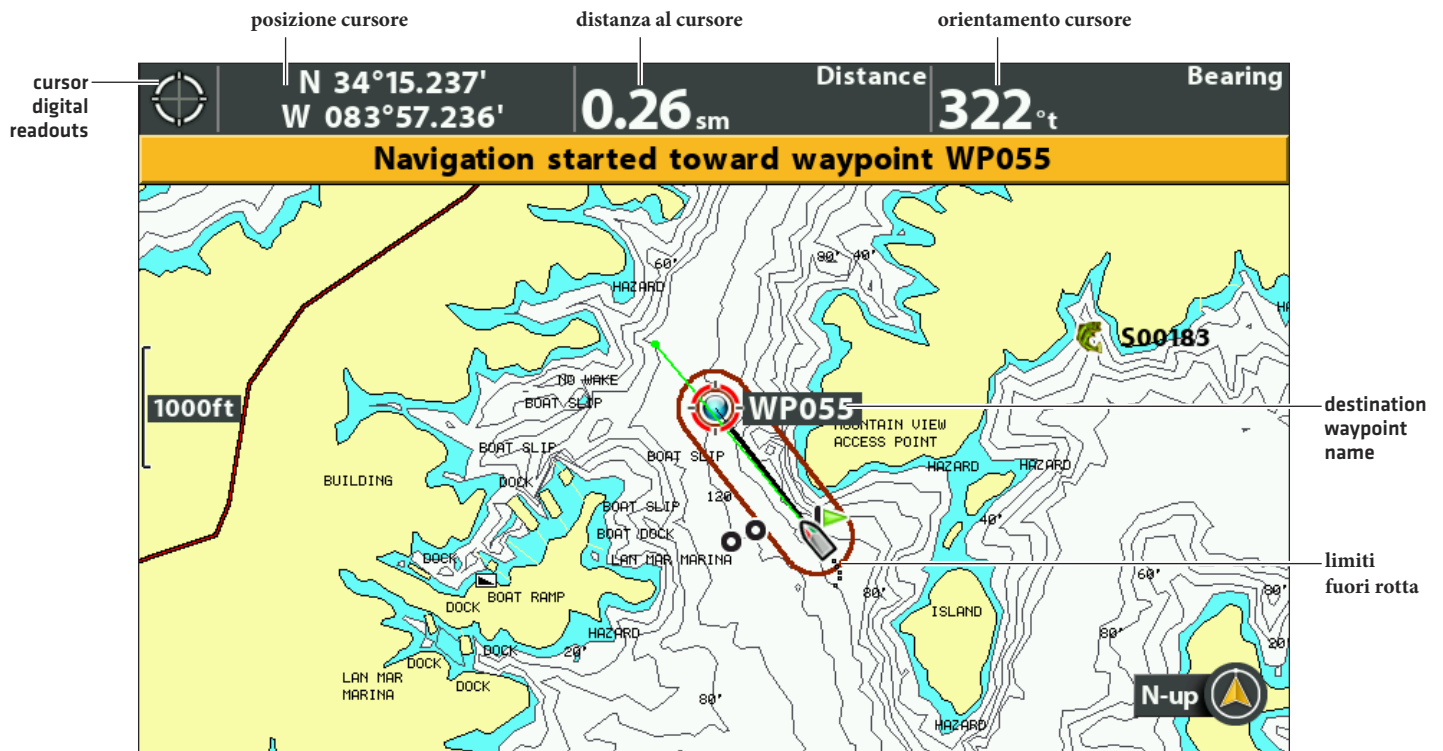 posizione cursore
distanza al cursore
orientamento cursore
cursor
digital
readouts
N 34°15.237'
W 083°57.236'
Distance
0.26 sm
Bearing
322°t
Navigation started toward waypoint WP055
60'
80'
40'
HAZARD
S00183
NO WAKE
BOAT SLIP
1000ft
WP055
destination
waypoint
name
MOUNTAIN VIEW
ACCESS POINT
BOAT SLIP
BOAT SLIP
HAZARD
HAZARD
BUILDING
DOCK
120
BOAT SLIP
40'
BOAT DOCK
DOCK
LAN MAR MARINA
limiti
fuori rotta
60'
80'
80'
BOAT RAMP
DOCK
ISLAND
HAZARD
80'
20'
DOCK
20'
DOCK
LAN MAR
MARINA
DOCK
80'
N-up
HAZARD